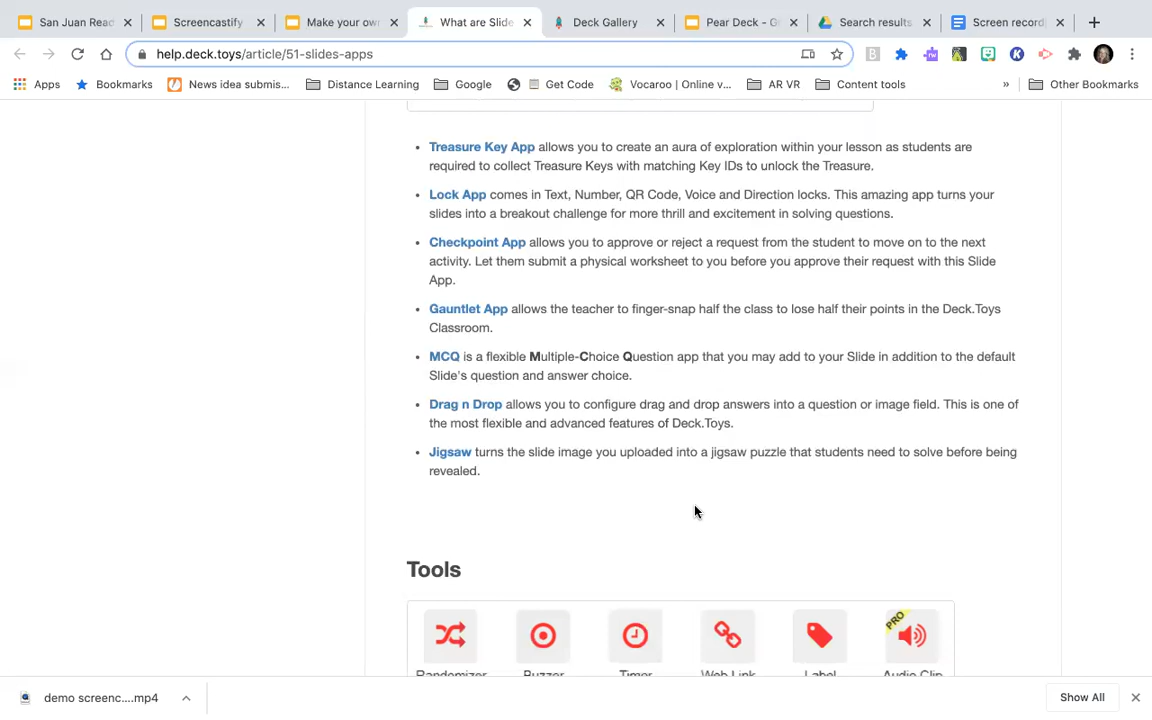 San Juan Read
Screencastify
Make your own
What are Slide
Deck Gallery
Pear Deck - G
Search results
Screen record
help.deck.toys/article/51-slides-apps
Apps
Bookmarks
News idea submis...
Distance Learning
Google
Get Code
Vocaroo | Online v...
AR VR
Content tools
»
Other Bookmarks
Treasure Key App allows you to create an aura of exploration within your lesson as students are
required to collect Treasure Keys with matching Key IDs to unlock the Treasure.
Lock App comes in Text, Number, QR Code, Voice and Direction locks. This amazing app turns your
slides into a breakout challenge for more thrill and excitement in solving questions.
Checkpoint App allows you to approve or reject a request from the student to move on to the next
activity. Let them submit a physical worksheet to you before you approve their request with this Slide
App.
Gauntlet App allows the teacher to finger-snap half the class to lose half their points in the Deck.Toys
Classroom.
MCQ is a flexible Multiple-Choice Question app that you may add to your Slide in addition to the default
Slide's question and answer choice.
Drag n Drop allows you to configure drag and drop answers into a question or image field. This is one of
the most flexible and advanced features of Deck.Toys.
Jigsaw turns the slide image you uploaded into a jigsaw puzzle that students need to solve before being
revealed.
Tools
PRO
Randomizer
Buzzer
Timer
Web Link
Label
Audio Clip
demo screenc....mp4
Show All